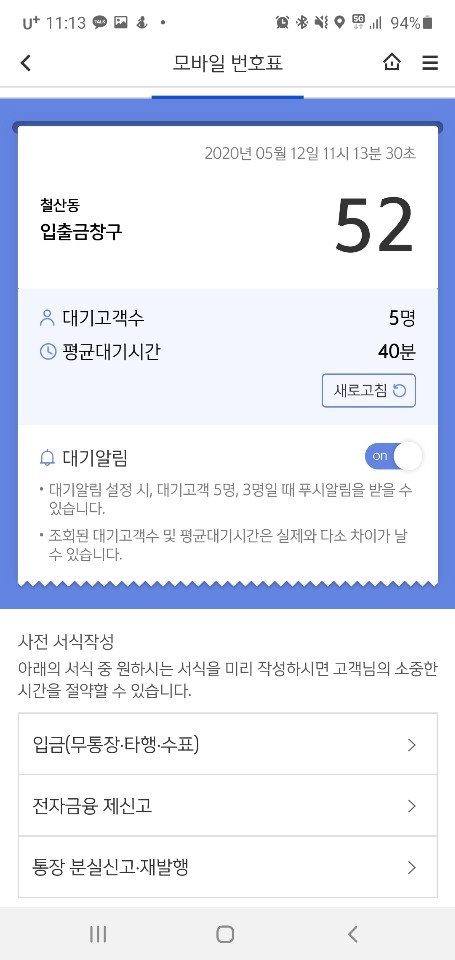 U+ 11:13 TALK 5G 94%
모바일 번호표
2020년 05월 12일 11시 13분 30초
철산동
입출금창구
52
대기고객수 5명
평균대기시간 40분
새로고침
대기알림 on
• 대기알림 설정 시, 대기고객 5명, 3명일 때 푸시알림을 받을 수
있습니다.
• 조회된 대기고객수 및 평균대기시간은 실제와 다소 차이가 날
수 있습니다.
사전 서식작성
아래의 서식 중 원하시는 서식을 미리 작성하시면 고객님의 소중한
시간을 절약할 수 있습니다.
입금(무통장·타행·수표)
전자금융 제신고
통장 분실신고·재발행